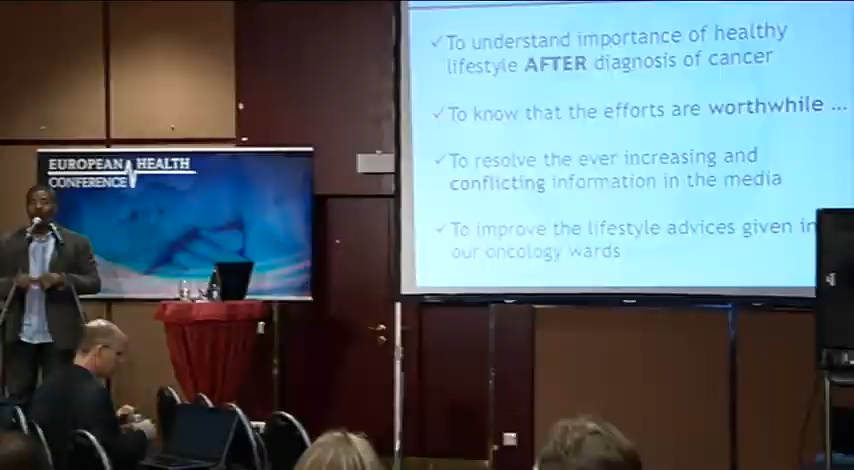 EUROPEAN HEALTH
CONFERENCE
✓ To understand importance of healthy
lifestyle AFTER diagnosis of cancer
✓ To know that the efforts are worthwhile ...
✓ To resolve the ever increasing and
conflicting information in the media
✓ To improve the lifestyle advices given in
our oncology wards